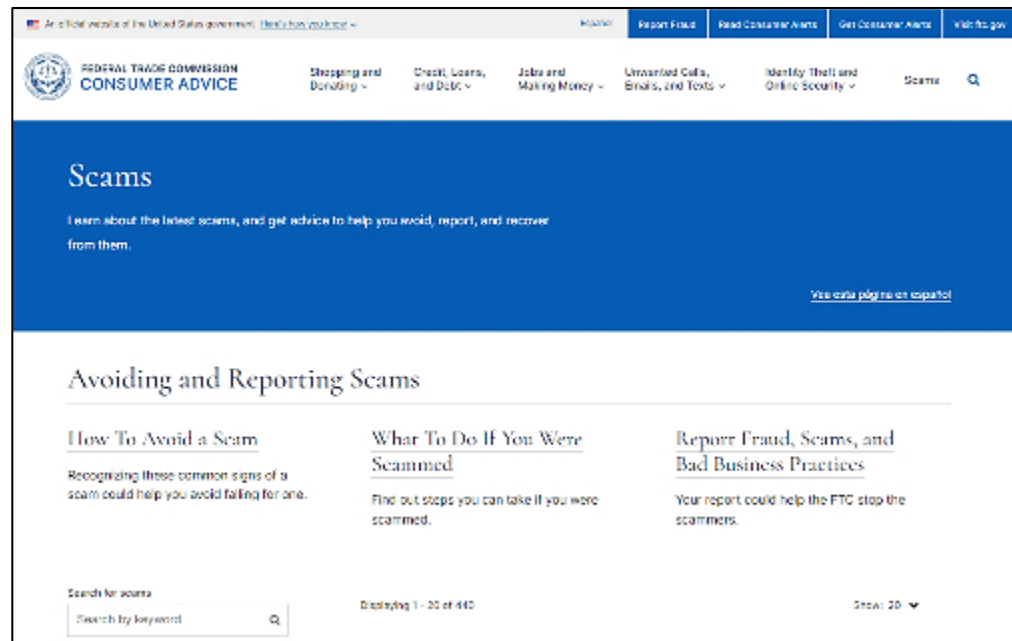 An official website of the United States government Here's how you know
Español
Report Fraud
Read Consumer Alerts
Get Consumer Alerts
Visit ftc.gov
FEDERAL TRADE COMMISSION
CONSUMER ADVICE
Shopping and
Donating
Credit, Loans,
and Debt
Jobs and
Making Money
Unwanted Calls,
Emails, and Texts
Identity Theft and
Online Security
Scams
Scams
Learn about the latest scams, and get advice to help you avoid, report, and recover
from them.
Vea esta página en español
Avoiding and Reporting Scams
How To Avoid a Scam
Recognizing these common signs of a
scam could help you avoid falling for one.
What To Do If You Were
Scammed
Find out steps you can take if you were
scammed.
Report Fraud, Scams, and
Bad Business Practices
Your report could help the FTC stop the
scammers.
Search for scams
Search by keyword
Displaying 1 - 20 of 440
Show: 20